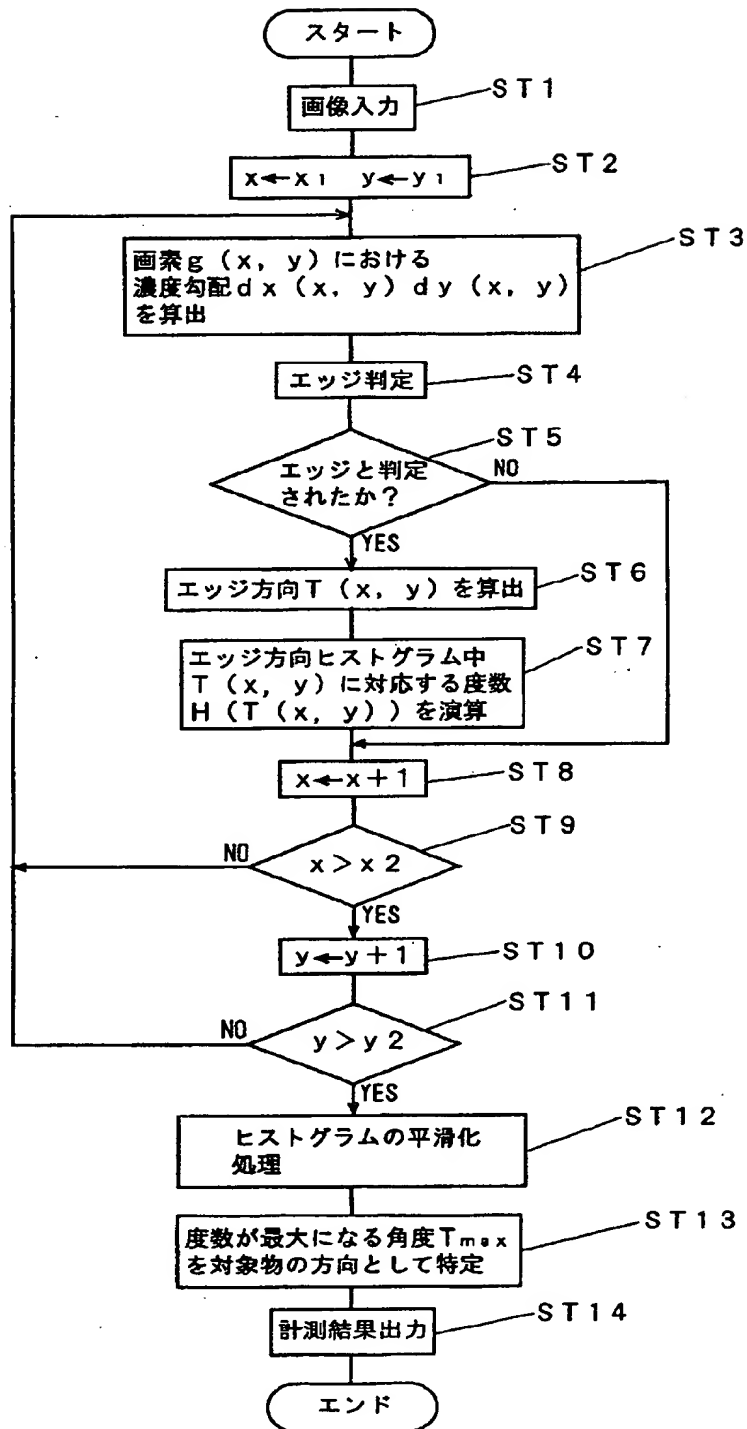 スタート
画像入力
ST1
x←x₁ y←y₁
ST2
画素g(x, y)における
濃度勾配dx(x, y)dy(x, y)
を算出
ST3
エッジ判定
ST4
エッジと判定
されたか?
ST5
NO
YES
エッジ方向T(x, y)を算出
ST6
エッジ方向ヒストグラム中
T(x, y)に対応する度数
H(T(x, y))を演算
ST7
x←x+1
ST8
x>x2
ST9
NO
YES
y←y+1
ST10
y>y2
ST11
NO
YES
ヒストグラムの平滑化
処理
ST12
度数が最大になる角度Tmax
を対象物の方向として特定
ST13
計測結果出力
ST14
エンド